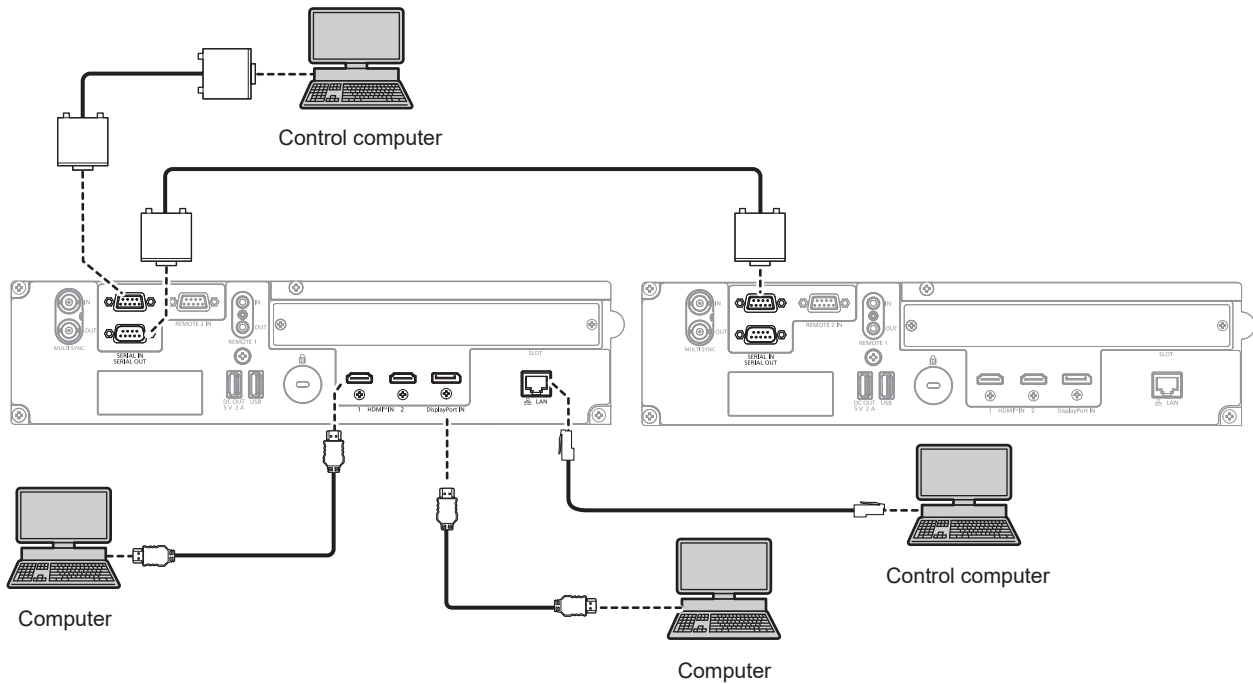 Control computer
IN
OUT
MULTI SYNC
REMOTE 2 IN
SERIAL IN
SERIAL OUT
IN
OUT
REMOTE 1
DC OUT
5 V 2 A
USB
SLOT
1 HDMI™ IN 2
DisplayPort IN
LAN
IN
OUT
MULTI SYNC
REMOTE 2 IN
SERIAL IN
SERIAL OUT
IN
OUT
REMOTE 1
DC OUT
5 V 2 A
USB
SLOT
1 HDMI™ IN 2
DisplayPort IN
LAN
Computer
Control computer
Computer